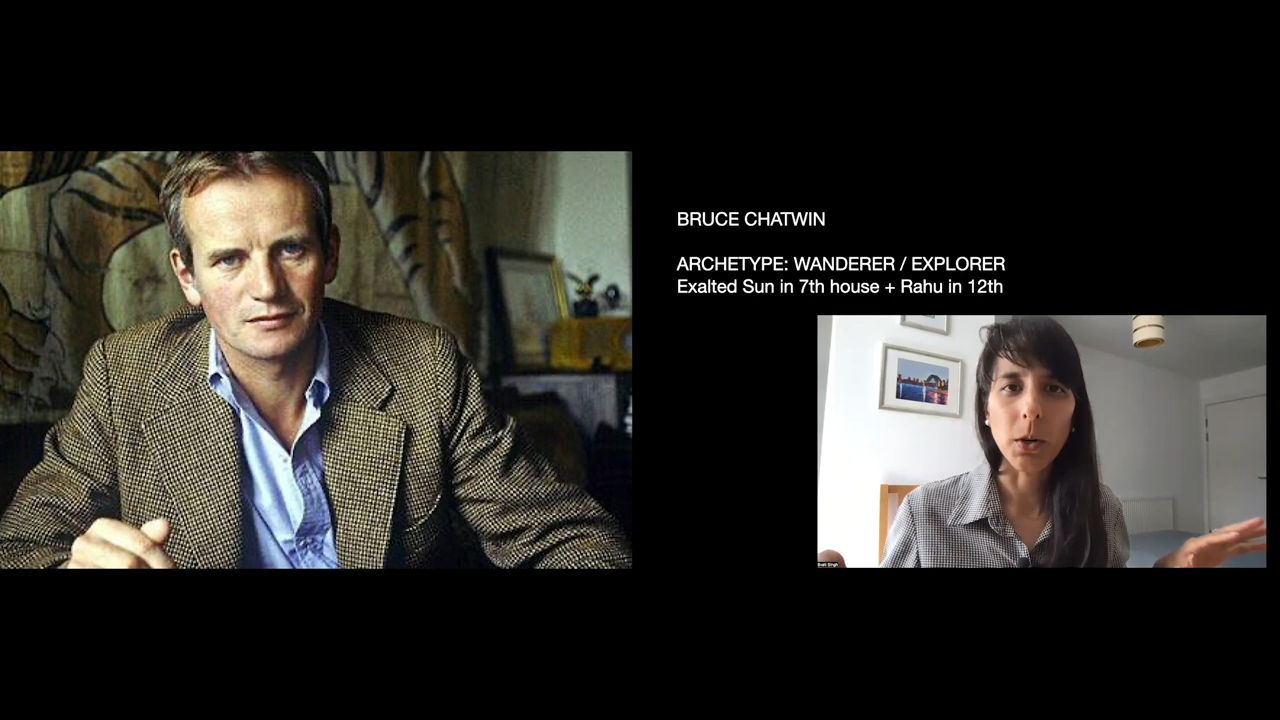 BRUCE CHATWIN
ARCHETYPE: WANDERER / EXPLORER
Exalted Sun in 7th house + Rahu in 12th